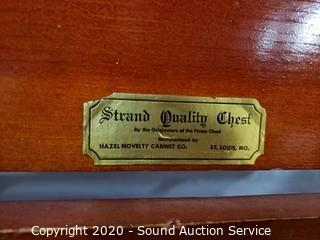 Strand Quality Chest
By the Originators of the Pirate Chest
Manufactured by
HAZEL NOVELTY CABINET CO. ST. LOUIS, MO.
Copyright 2020 - Sound Auction Service